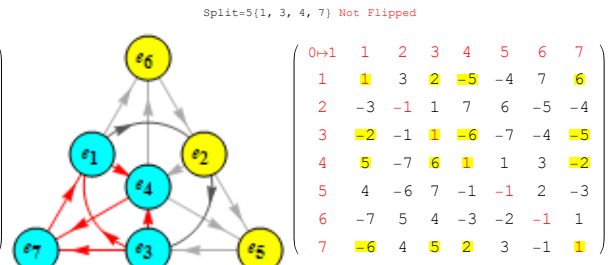 Split=5{1, 3, 4, 7} Not Flipped
e6
e1
e2
e4
e7
e3
e5
0↦1 1 2 3 4 5 6 7
1 1 3 2 -5 -4 7 6
2 -3 -1 1 7 6 -5 -4
3 -2 -1 1 -6 -7 -4 -5
4 5 -7 6 1 1 3 -2
5 4 -6 7 -1 -1 2 -3
6 -7 5 4 -3 -2 -1 1
7 -6 4 5 2 3 -1 1